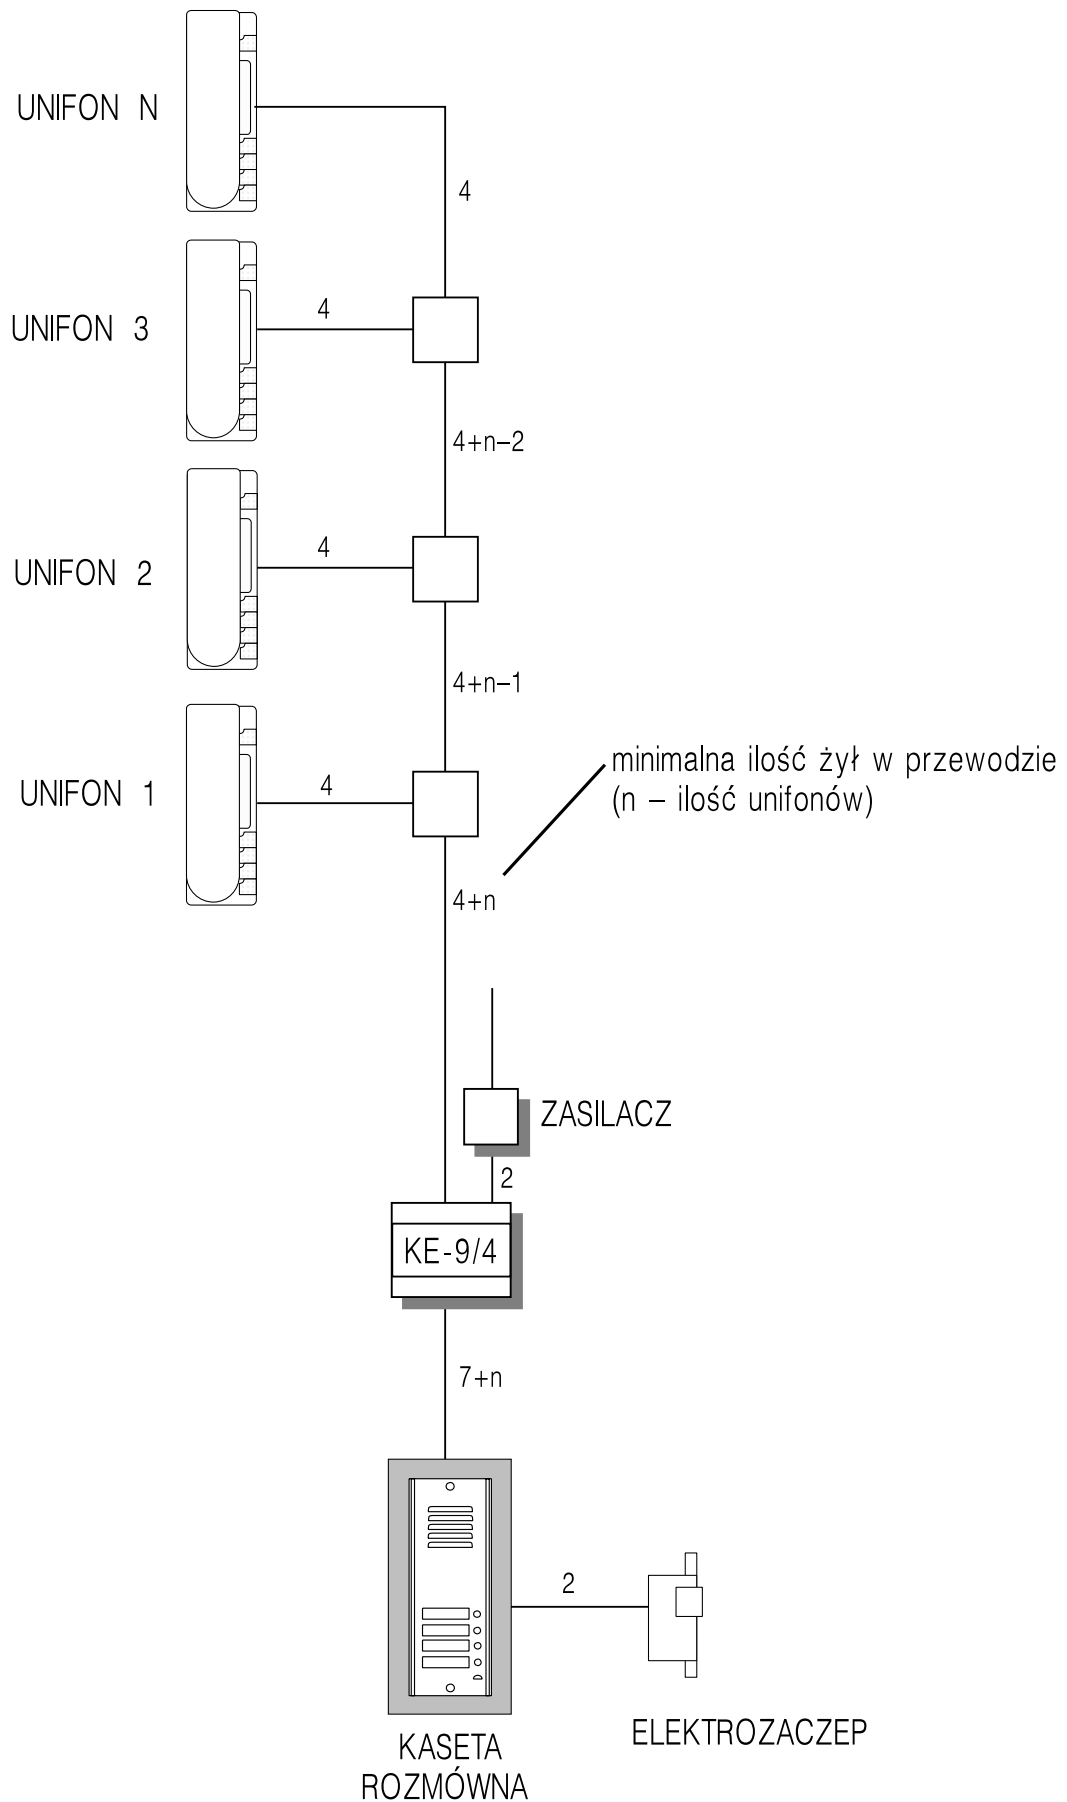 UNIFON N
4
4
UNIFON 3
4+n–2
4
UNIFON 2
4+n–1
minimalna ilość żył w przewodzie
(n – ilość unifonów)
4
UNIFON 1
4+n
ZASILACZ
2
KE-9/4
7+n
2
ELEKTROZACZEP
KASETA
ROZMÓWNA